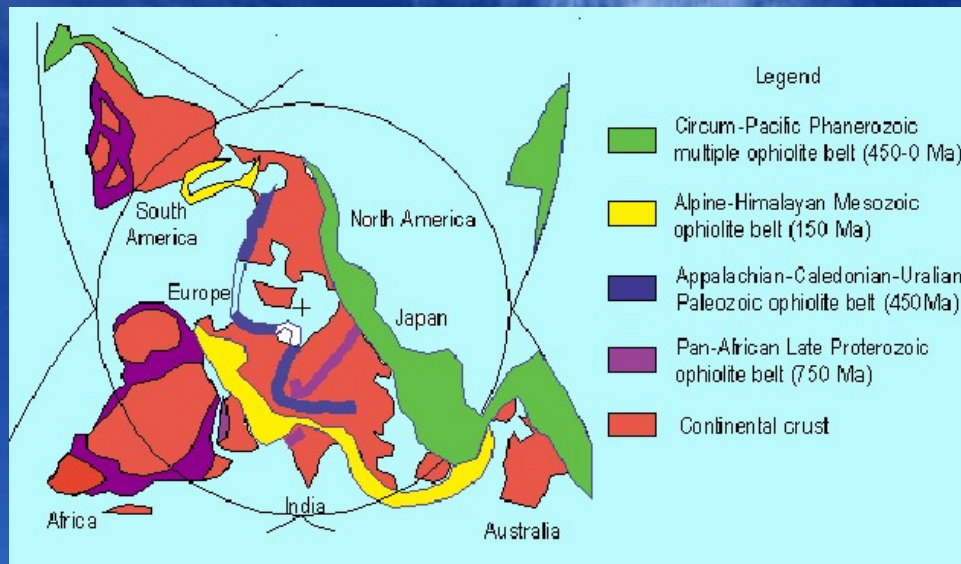 Legend
Circum-Pacific Phanerozoic
multiple ophiolite belt (450-0 Ma)
Alpine-Himalayan Mesozoic
ophiolite belt (150 Ma)
Appalachian-Caledonian-Uralian
Paleozoic ophiolite belt (450Ma)
Pan-African Late Proterozoic
ophiolite belt (750 Ma)
Continental crust
South
America
North America
Europe
Japan
Africa
India
Australia